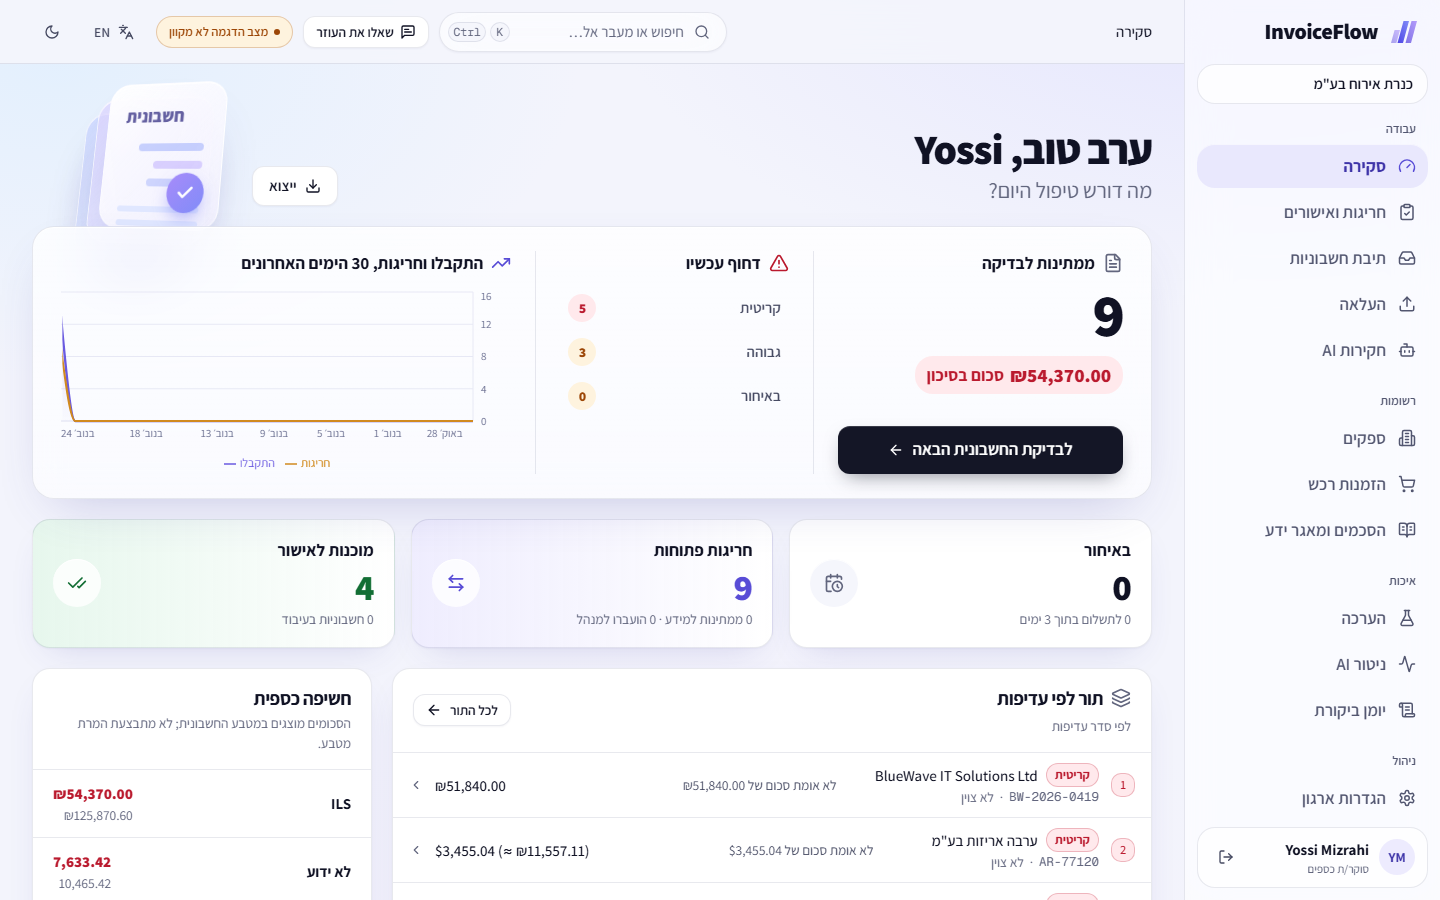 InvoiceFlow
כנרת אירוח בע"מ
עבודה
סקירה
חריגות ואישורים
תיבת חשבוניות
העלאה
חקירות AI
רשומות
ספקים
הזמנות רכש
הסכמים ומאגר ידע
איכות
הערכה
ניטור AI
יומן ביקורת
ניהול
הגדרות ארגון
YM
Yossi Mizrahi
סוקר/ת כספים
סקירה
חיפוש או מעבר אל…
Ctrl K
שאלו את העוזר
מצב הדגמה לא מקוון
EN
ערב טוב, Yossi
מה דורש טיפול היום?
ייצוא
חשבונית
ממתינות לבדיקה
9
₪54,370.00 סכום בסיכון
לבדיקת החשבונית הבאה
דחוף עכשיו
קריטית 5
גבוהה 3
באיחור 0
התקבלו וחריגות, 30 הימים האחרונים
16
12
8
4
0
28 באוק׳
1 בנוב׳
5 בנוב׳
9 בנוב׳
13 בנוב׳
18 בנוב׳
24 בנוב׳
חריגות
התקבלו
באיחור
0
0 לתשלום בתוך 3 ימים
חריגות פתוחות
9
0 ממתינות למידע · 0 הועברו למנהל
מוכנות לאישור
4
0 חשבוניות בעיבוד
תור לפי עדיפות
לפי סדר עדיפות
לכל התור
1
קריטית BlueWave IT Solutions Ltd
BW-2026-0419 · לא צוין
לא אומת סכום של ₪51,840.00
₪51,840.00
2
קריטית ערבה אריזות בע"מ
AR-77120 · לא צוין
לא אומת סכום של $3,455.04
$3,455.04 (≈ ₪11,557.11)
חשיפה כספית
הסכומים מוצגים במטבע החשבונית; לא מתבצעת המרת
מטבע.
ILS
₪54,370.00
₪125,870.60
לא ידוע
7,633.42
10,465.42